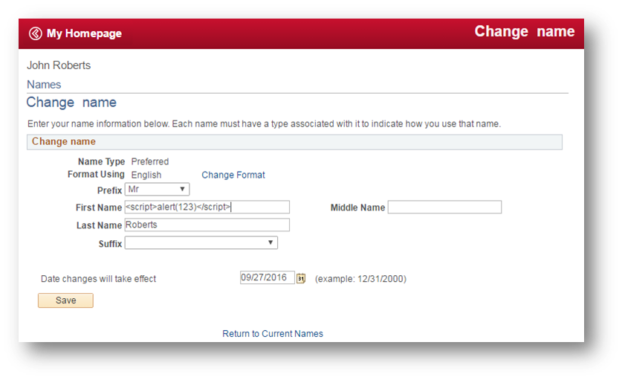 My Homepage Change name
John Roberts
Names
Change name
Enter your name information below. Each name must have a type associated with it to indicate how you use that name.
Change name
Name Type Preferred
Format Using English Change Format
Prefix Mr
First Name <script>alert(123)</script> Middle Name
Last Name Roberts
Suffix
Date changes will take effect 09/27/2016 (example: 12/31/2000)
Save
Return to Current Names